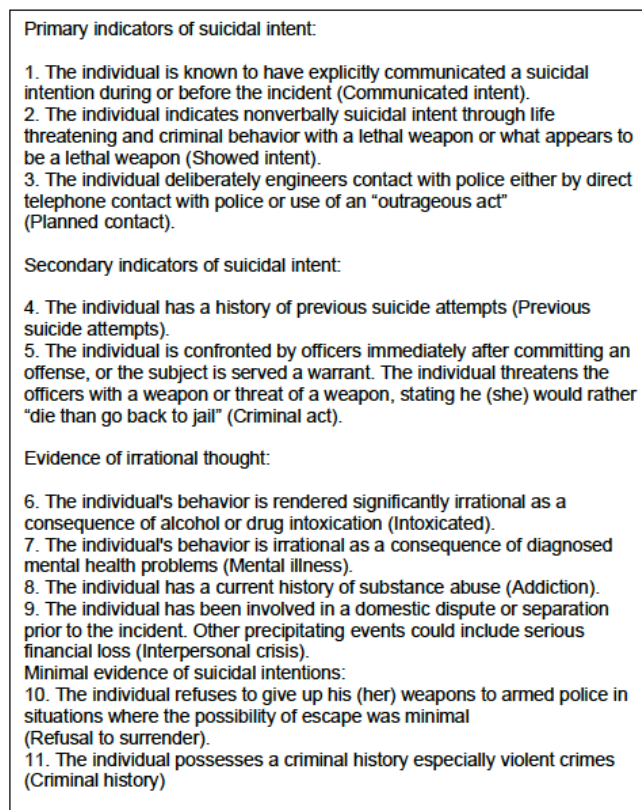 Primary indicators of suicidal intent:
1. The individual is known to have explicitly communicated a suicidal
intention during or before the incident (Communicated intent).
2. The individual indicates nonverbally suicidal intent through life
threatening and criminal behavior with a lethal weapon or what appears to
be a lethal weapon (Showed intent).
3. The individual deliberately engineers contact with police either by direct
telephone contact with police or use of an “outrageous act”
(Planned contact).
Secondary indicators of suicidal intent:
4. The individual has a history of previous suicide attempts (Previous
suicide attempts).
5. The individual is confronted by officers immediately after committing an
offense, or the subject is served a warrant. The individual threatens the
officers with a weapon or threat of a weapon, stating he (she) would rather
“die than go back to jail” (Criminal act).
Evidence of irrational thought:
6. The individual's behavior is rendered significantly irrational as a
consequence of alcohol or drug intoxication (Intoxicated).
7. The individual's behavior is irrational as a consequence of diagnosed
mental health problems (Mental illness).
8. The individual has a current history of substance abuse (Addiction).
9. The individual has been involved in a domestic dispute or separation
prior to the incident. Other precipitating events could include serious
financial loss (Interpersonal crisis).
Minimal evidence of suicidal intentions:
10. The individual refuses to give up his (her) weapons to armed police in
situations where the possibility of escape was minimal
(Refusal to surrender).
11. The individual possesses a criminal history especially violent crimes
(Criminal history)